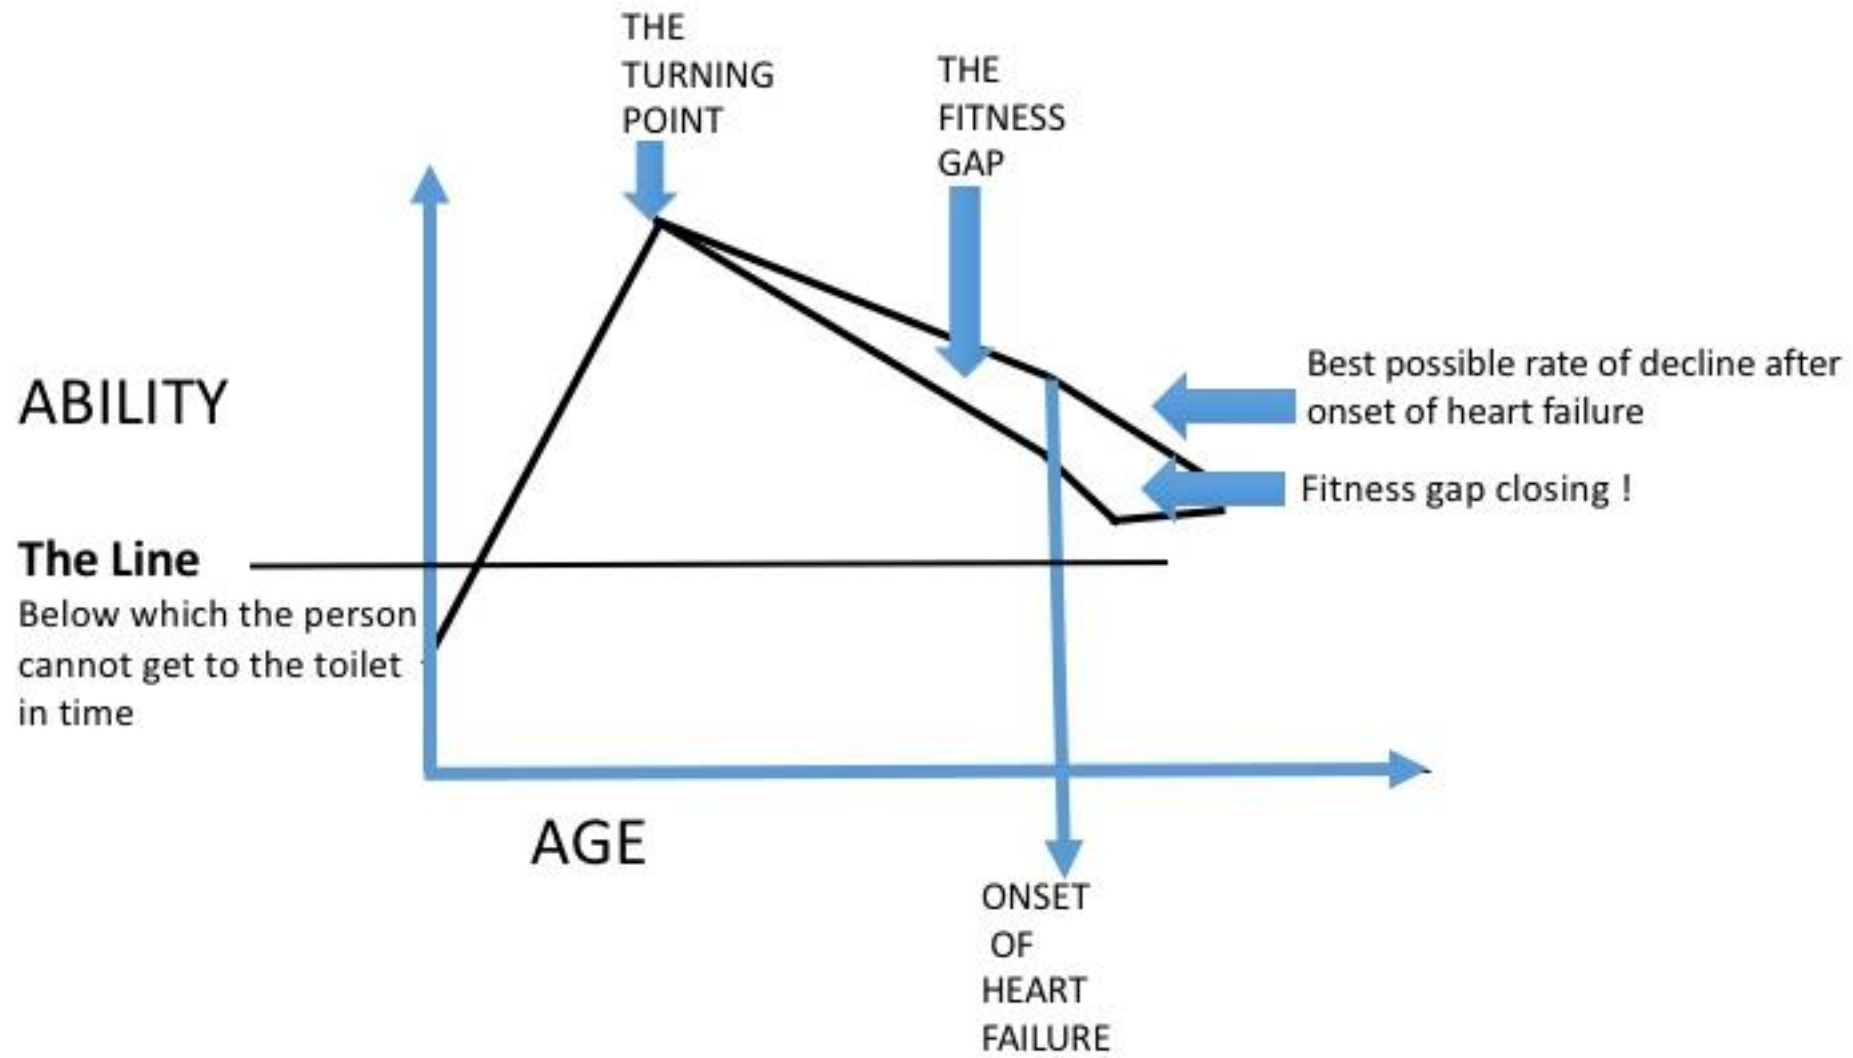 THE
TURNING
POINT
THE
FITNESS
GAP
ABILITY
Best possible rate of decline after
onset of heart failure
Fitness gap closing !
The Line
Below which the person
cannot get to the toilet
in time
AGE
ONSET
OF
HEART
FAILURE